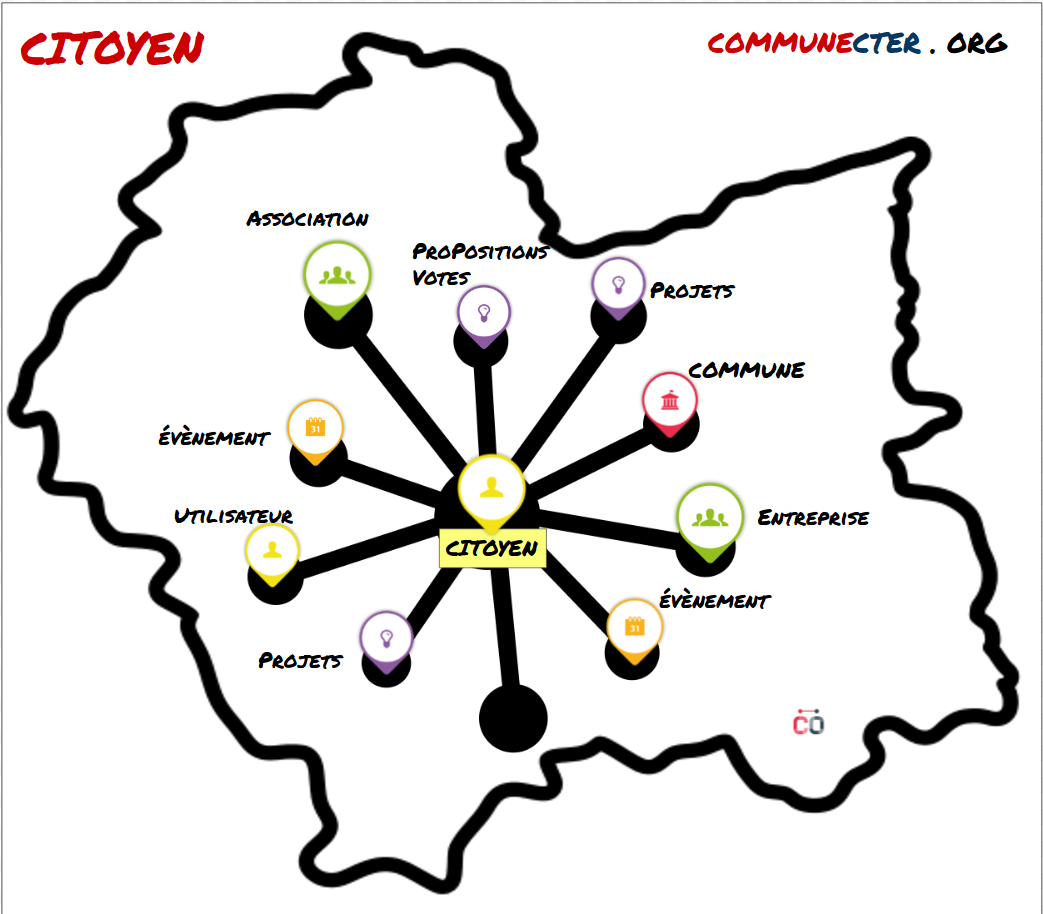 CITOYEN
COMMUNECTER . ORG
ASSOCIATION
PROPOSITIONS
VOTES
PROJETS
COMMUNE
ÉVÈNEMENT
31
UTILISATEUR
ENTREPRISE
CITOYEN
ÉVÈNEMENT
31
PROJETS
CO